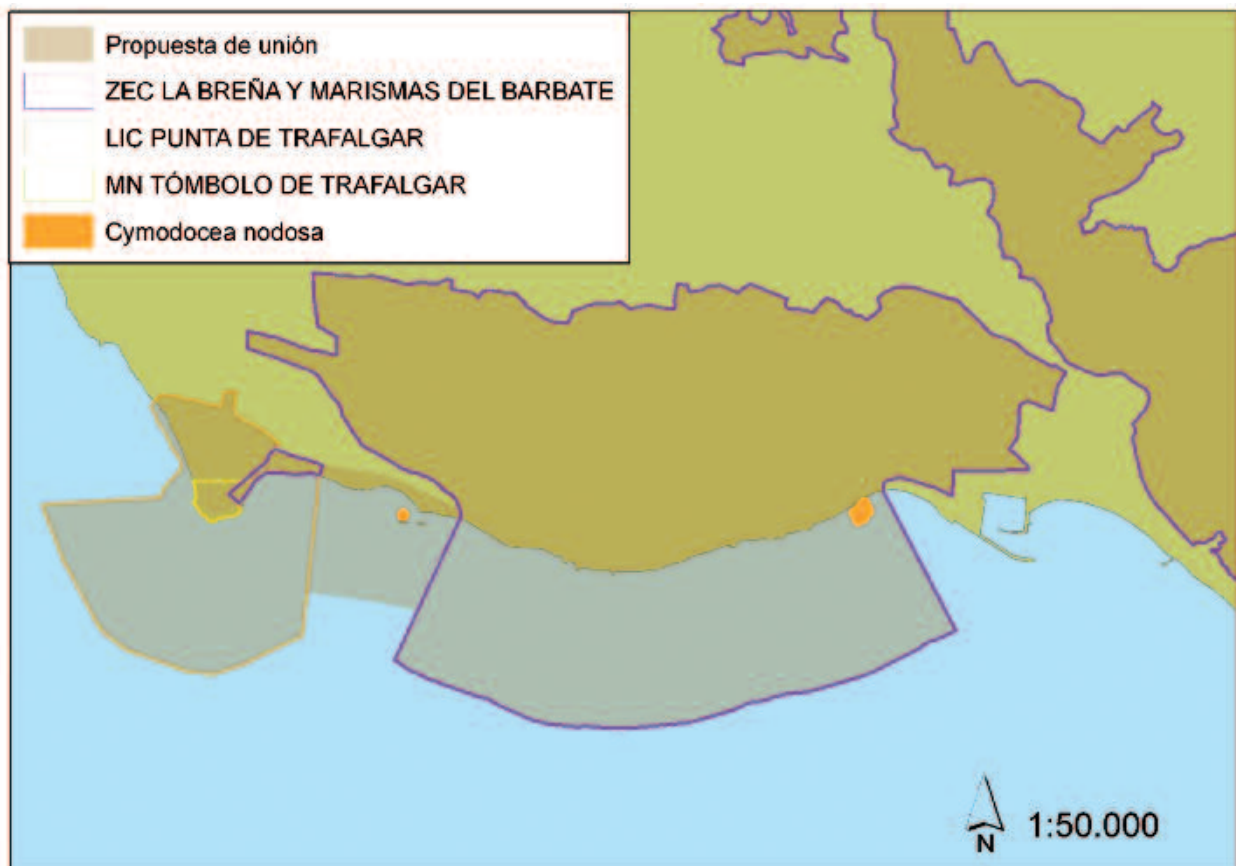 Propuesta de unión
ZEC LA BREÑA Y MARISMAS DEL BARBATE
LIC PUNTA DE TRAFALGAR
MN TÓMBOLO DE TRAFALGAR
Cymodocea nodosa
N
1:50.000